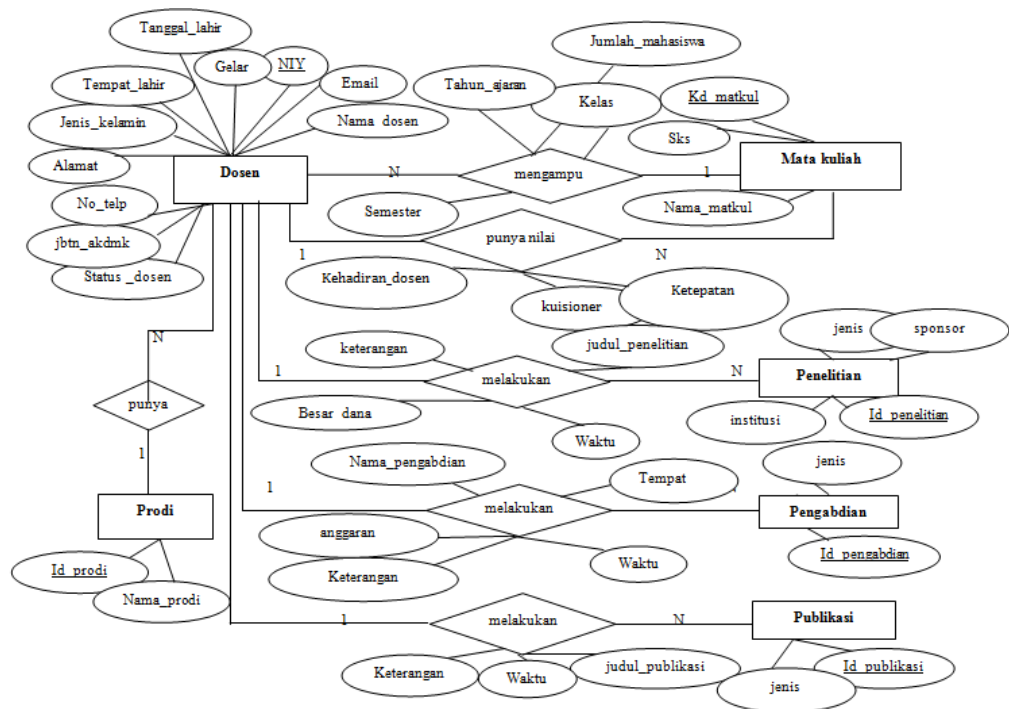 Tanggal_lahir
Gelar
NIY
Email
Jumlah_mahasiswa
Tempat_lahir
Tahun_ajaran
Kelas
Kd_matkul
Jenis_kelamin
Nama_dosen
Sks
Alamat
Dosen
N
mengampu
1
Mata kuliah
No_telp
Semester
Nama_matkul
jbtn_akdmk
1
punya nilai
N
Status _dosen
Kehadiran_dosen
kuisioner
Ketepatan
N
keterangan
judul_penelitian
jenis
sponsor
1
melakukan
N
Penelitian
punya
Besar_dana
institusi
Id_penelitian
Waktu
1
Nama_pengabdian
Tempat
jenis
1
Prodi
melakukan
Pengabdian
anggaran
Id_pengabdian
Waktu
Id_prodi
Keterangan
Nama_prodi
1
melakukan
N
Publikasi
Keterangan
Waktu
judul_publikasi
Id_publikasi
jenis